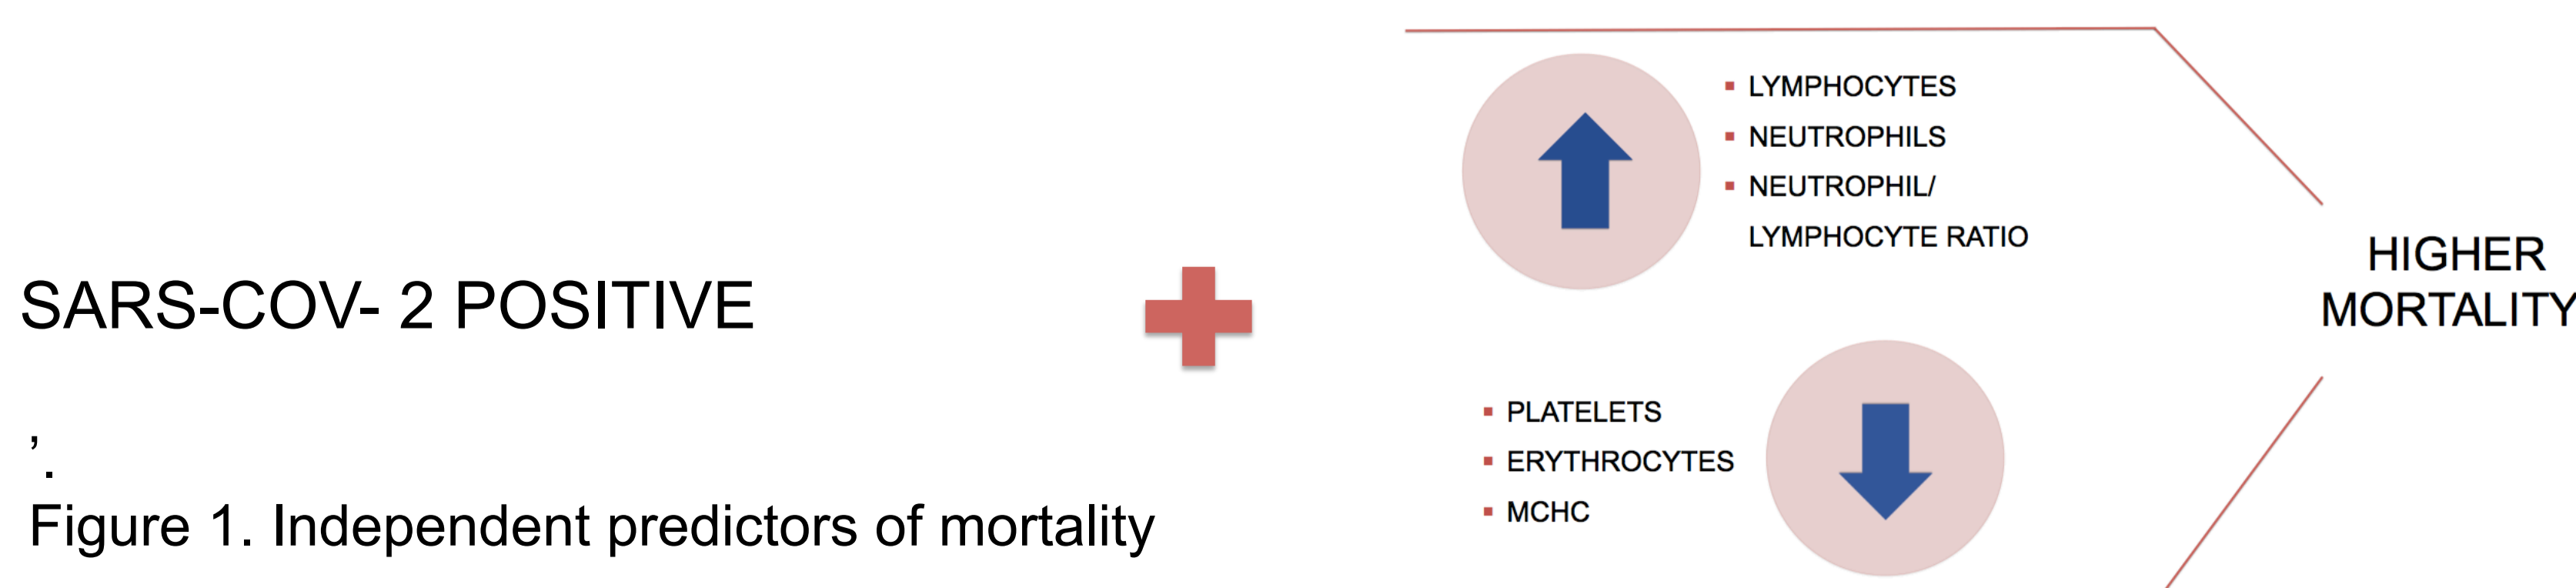 SARS-COV- 2 POSITIVE
’.
Figure 1. Independent predictors of mortality
▪ LYMPHOCYTES
▪ NEUTROPHILS
▪ NEUTROPHIL/
LYMPHOCYTE RATIO
▪ PLATELETS
▪ ERYTHROCYTES
▪ MCHC
HIGHER
MORTALITY